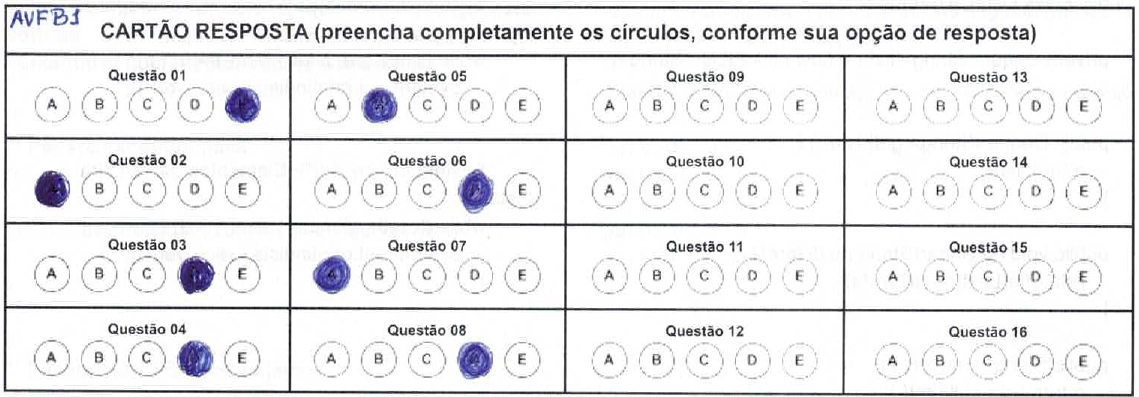 AVFB1
CARTÃO RESPOSTA (preencha completamente os círculos, conforme sua opção de resposta)
Questão 01 Questão 05 Questão 09 Questão 13
A B C D A C D E A B C D E A B C D E
Questão 02 Questão 06 Questão 10 Questão 14
B C D E A B C E A B C D E A B C D E
Questão 03 Questão 07 Questão 11 Questão 15
A B C E B C D E A B C D E A B C D E
Questão 04 Questão 08 Questão 12 Questão 16
A B C E A B C E A B C D E A B C D E